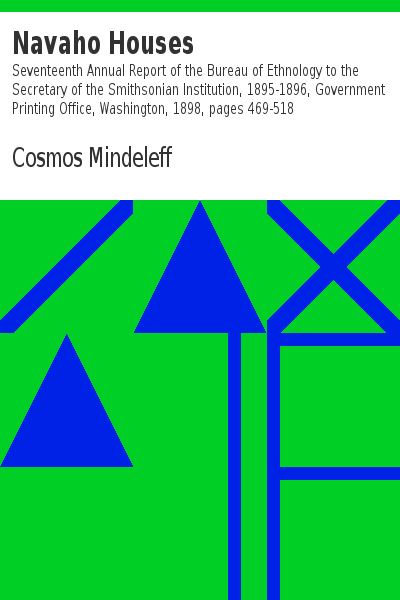 Navaho Houses
Seventeenth Annual Report of the Bureau of Ethnology to the
Secretary of the Smithsonian Institution, 1895-1896, Government
Printing Office, Washington, 1898, pages 469-518
Cosmos Mindeleff